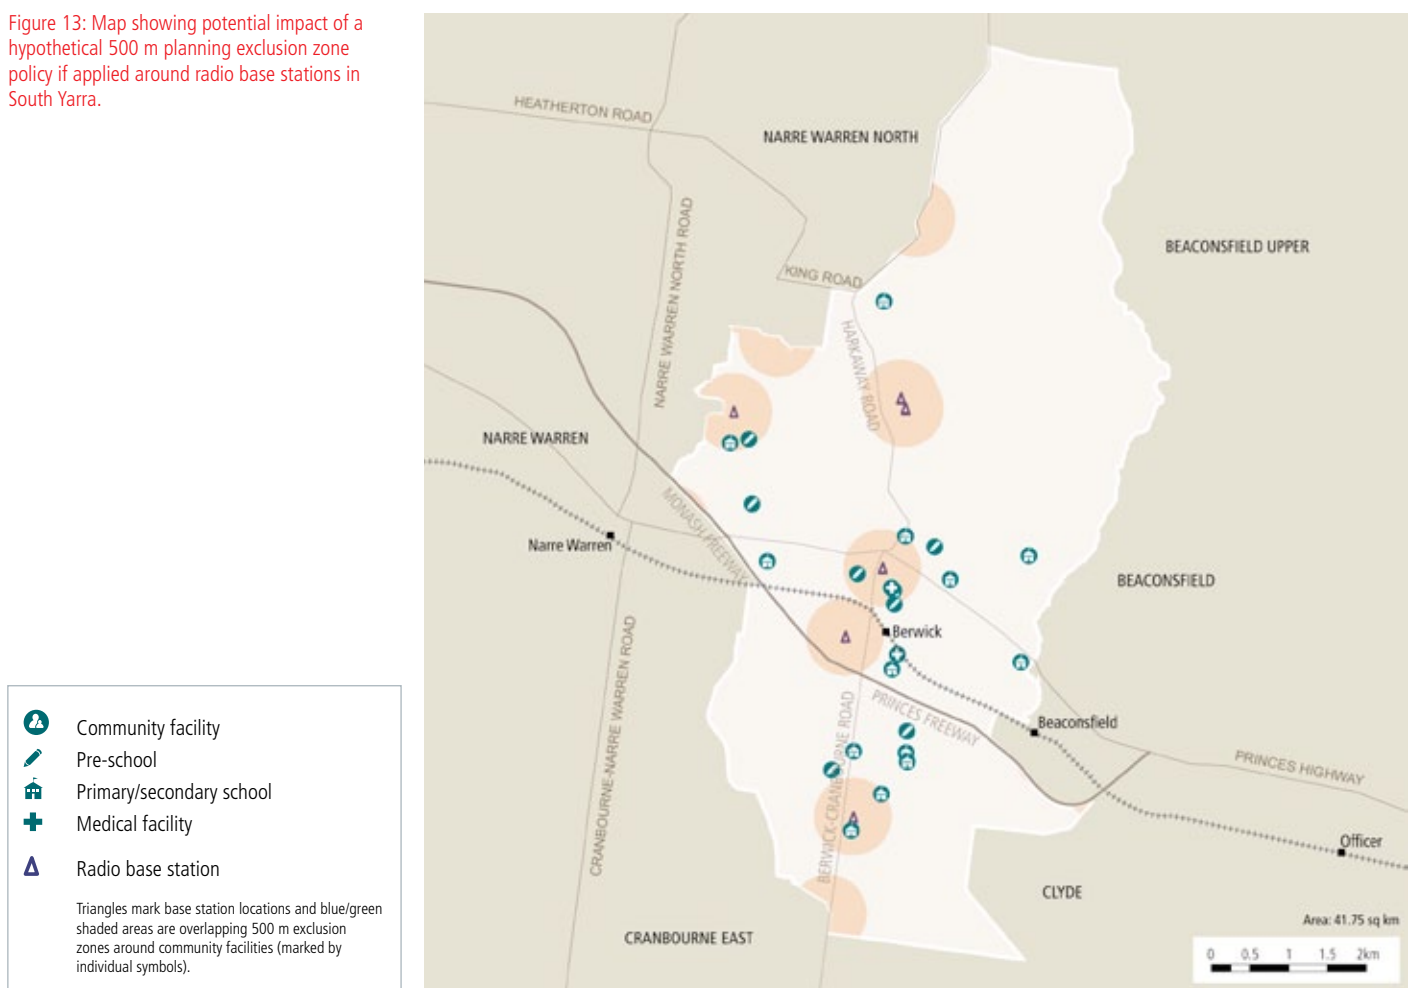 Figure 13: Map showing potential impact of a
hypothetical 500 m planning exclusion zone
policy if applied around radio base stations in
South Yarra.
HEATHERTON ROAD
NARRE WARREN NORTH
NARRE WARREN NORTH ROAD
BEACONSFIELD UPPER
KING ROAD
HARKAWAY ROAD
NARRE WARREN
MONASH FREEWAY
Narre Warren
BEACONSFIELD
Berwick
CRANBOURNE-NARRE WARREN ROAD
BERWICK-CRANBOURNE ROAD
PRINCES FREEWAY
Beaconsfield
PRINCES HIGHWAY
Officer
CLYDE
CRANBOURNE EAST
Area: 41.75 sq km
0 0.5 1 1.5 2km
Community facility
Pre-school
Primary/secondary school
Medical facility
Radio base station
Triangles mark base station locations and blue/green
shaded areas are overlapping 500 m exclusion
zones around community facilities (marked by
individual symbols).